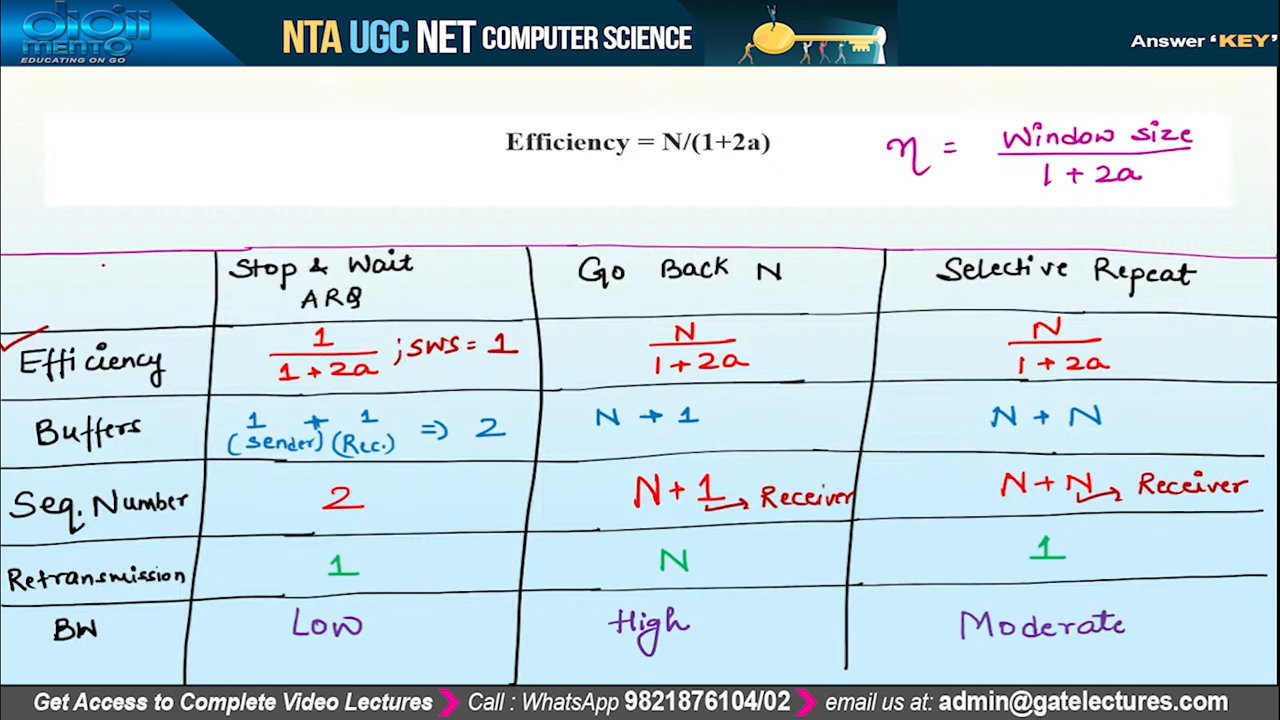 didii
MENTO
EDUCATING ON GO
NTA UGC NET COMPUTER SCIENCE
Answer ‘KEY’
Efficiency = N/(1+2a)
η = Window size / 1 + 2a
Stop & Wait ARQ | Go Back N | Selective Repeat
Efficiency | 1 / 1 + 2a ; SWS = 1 | N / 1 + 2a | N / 1 + 2a
Buffers | 1 (Sender) + 1 (Rec.) => 2 | N + 1 | N + N
Seq. Number | 2 | N + 1 → Receiver | N + N → Receiver
Retransmission | 1 | N | 1
BW | Low | High | Moderate
Get Access to Complete Video Lectures Call : WhatsApp 9821876104/02 email us at: admin@gatelectures.com